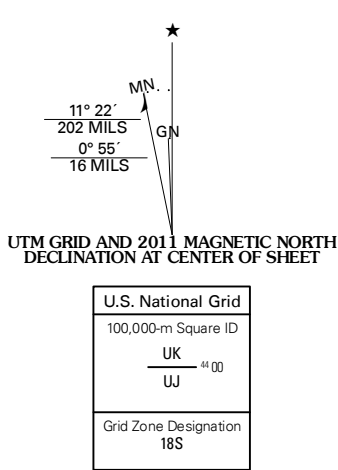 ★
MN
11° 22´
202 MILS
GN
0° 55´
16 MILS
UTM GRID AND 2011 MAGNETIC NORTH
DECLINATION AT CENTER OF SHEET
U.S. National Grid
100,000-m Square ID
UK
44 00
UJ
Grid Zone Designation
18S